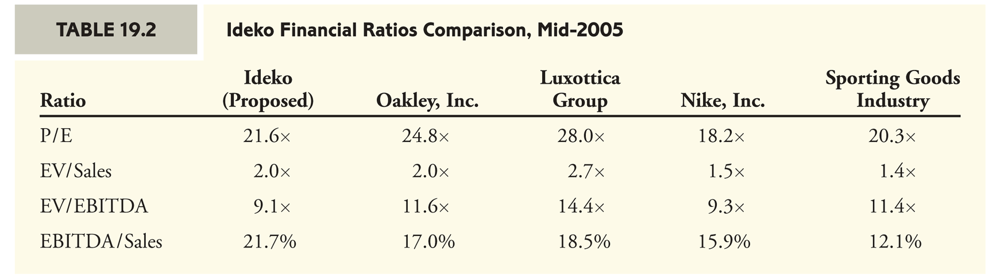 TABLE 19.2 Ideko Financial Ratios Comparison, Mid-2005
Ideko Luxottica Sporting Goods
Ratio (Proposed) Oakley, Inc. Group Nike, Inc. Industry
P/E 21.6× 24.8× 28.0× 18.2× 20.3×
EV/Sales 2.0× 2.0× 2.7× 1.5× 1.4×
EV/EBITDA 9.1× 11.6× 14.4× 9.3× 11.4×
EBITDA/Sales 21.7% 17.0% 18.5% 15.9% 12.1%